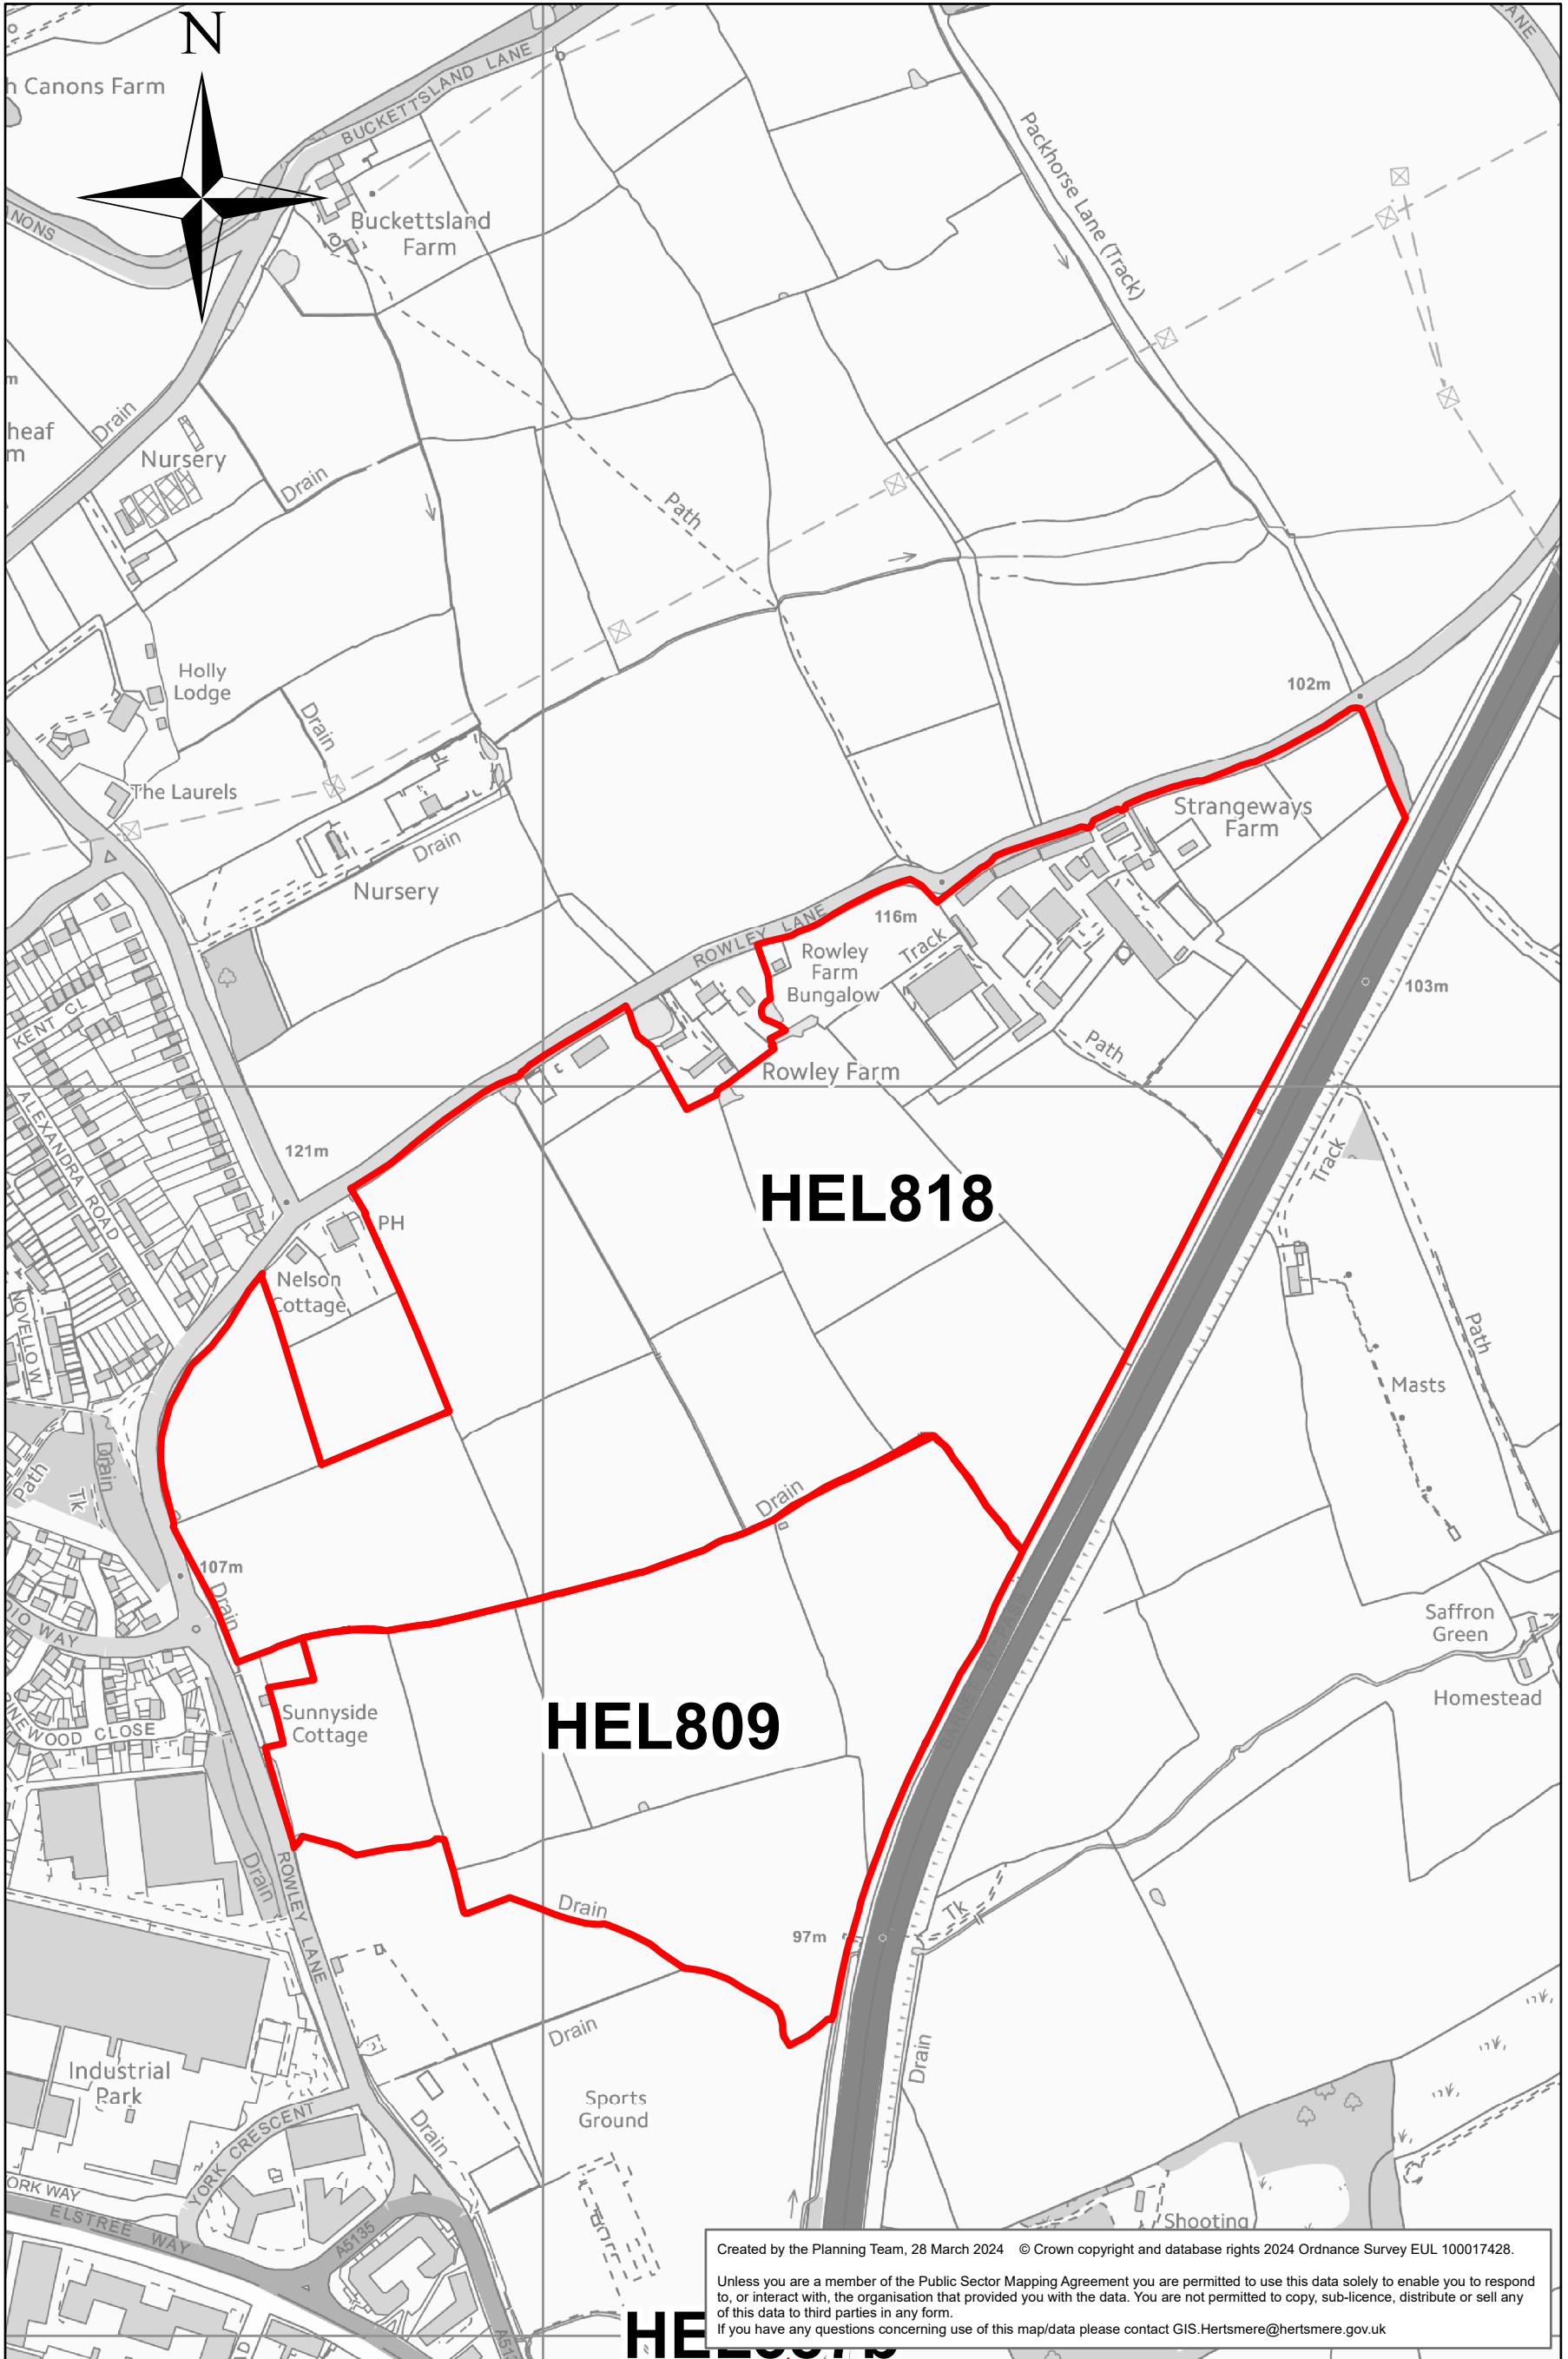 N
Canons Farm
BUCKETTSLAND LANE
Buckettsland
Farm
Packhorse Lane (Track)
Drain
Nursery
Drain
Path
Holly
Lodge
Drain
102m
The Laurels
Strangeways
Farm
Drain
Nursery
116m
ROWLEY LANE
Rowley
Farm
Bungalow
Track
103m
KENT CL
Path
Rowley Farm
ALEXANDRA ROAD
121m
Track
HEL818
PH
Nelson
Cottage
Path
Masts
Drain
Path
Tk
Drain
107m
Drain
WAY
Saffron
Green
Sunnyside
Cottage
HEL809
Homestead
CLOSE
BARNET BY-PASS
Drain
ROWLEY LANE
Drain
97m
Tk
Drain
Drain
Industrial
Park
Sports
Ground
Drain
YORK CRESCENT
WAY
ELSTREE WAY
A5135
Shooting
Created by the Planning Team, 28 March 2024 © Crown copyright and database rights 2024 Ordnance Survey EUL 100017428.
Unless you are a member of the Public Sector Mapping Agreement you are permitted to use this data solely to enable you to respond
to, or interact with, the organisation that provided you with the data. You are not permitted to copy, sub-licence, distribute or sell any
of this data to third parties in any form.
If you have any questions concerning use of this map/data please contact GIS.Hertsmere@hertsmere.gov.uk